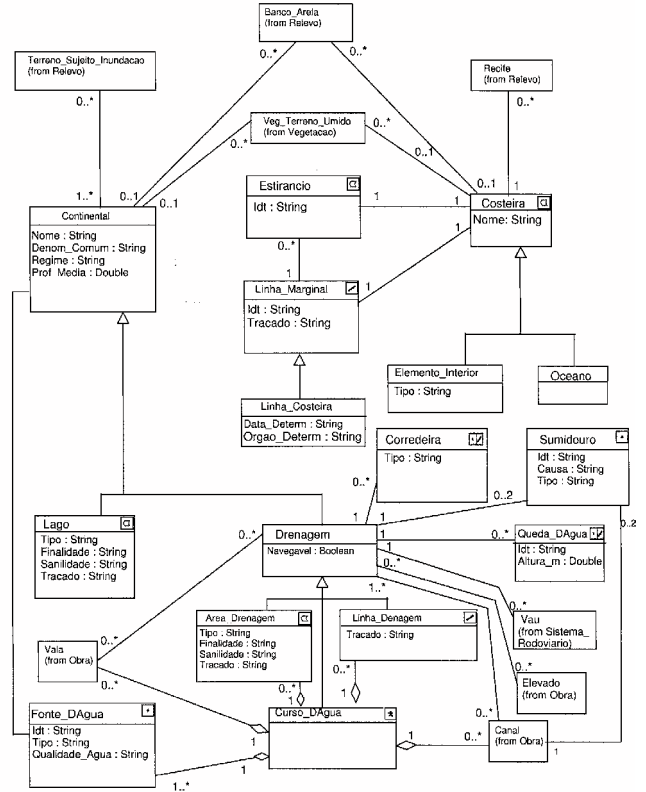 Banco_Areia
(from Relevo)
0..*
0..*
Terreno_Sujeito_Inundacao
(from Relevo)
0..*
Recife
(from Relevo)
0..*
Veg_Terreno_Umido
(from Vegetacao)
0..*
0..*
0..1
Estirancio
Idt : String
1
1
0..*
1..*
0..1
0..1
Continental
Nome : String
Denom_Comum : String
Regime : String
Prof_Media : Double
0..1
1
Costeira
Nome: String
1
1
1
Linha_Marginal
Idt : String
Tracado : String
Elemento_Interior
Tipo : String
Oceano
Linha_Costeira
Data_Determ : String
Orgao_Determ : String
Corredeira
Tipo : String
0..*
Sumidouro
Idt : String
Causa : String
Tipo : String
0..2
0..2
Lago
Tipo : String
Finalidade : String
Sanilidade : String
Tracado : String
0..*
1
1
Drenagem
Navegavel : Boolean
1
1
0..*
1..*
0..*
Queda_DAgua
Idt : String
Altura_m : Double
0..*
Vau
(from Sistema_
Rodoviario)
Area_Drenagem
Tipo : String
Finalidade : String
Sanilidade : String
Tracado : String
Linha_Denagem
Tracado : String
Vala
(from Obra)
0..*
0..*
0..*
1
0..*
1
Elevado
(from Obra)
0..*
Fonte_DAgua
Idt : String
Tipo : String
Qualidade_Agua : String
1..*
Curso_DAgua
1
1
1
0..*
Canal
(from Obra)
1